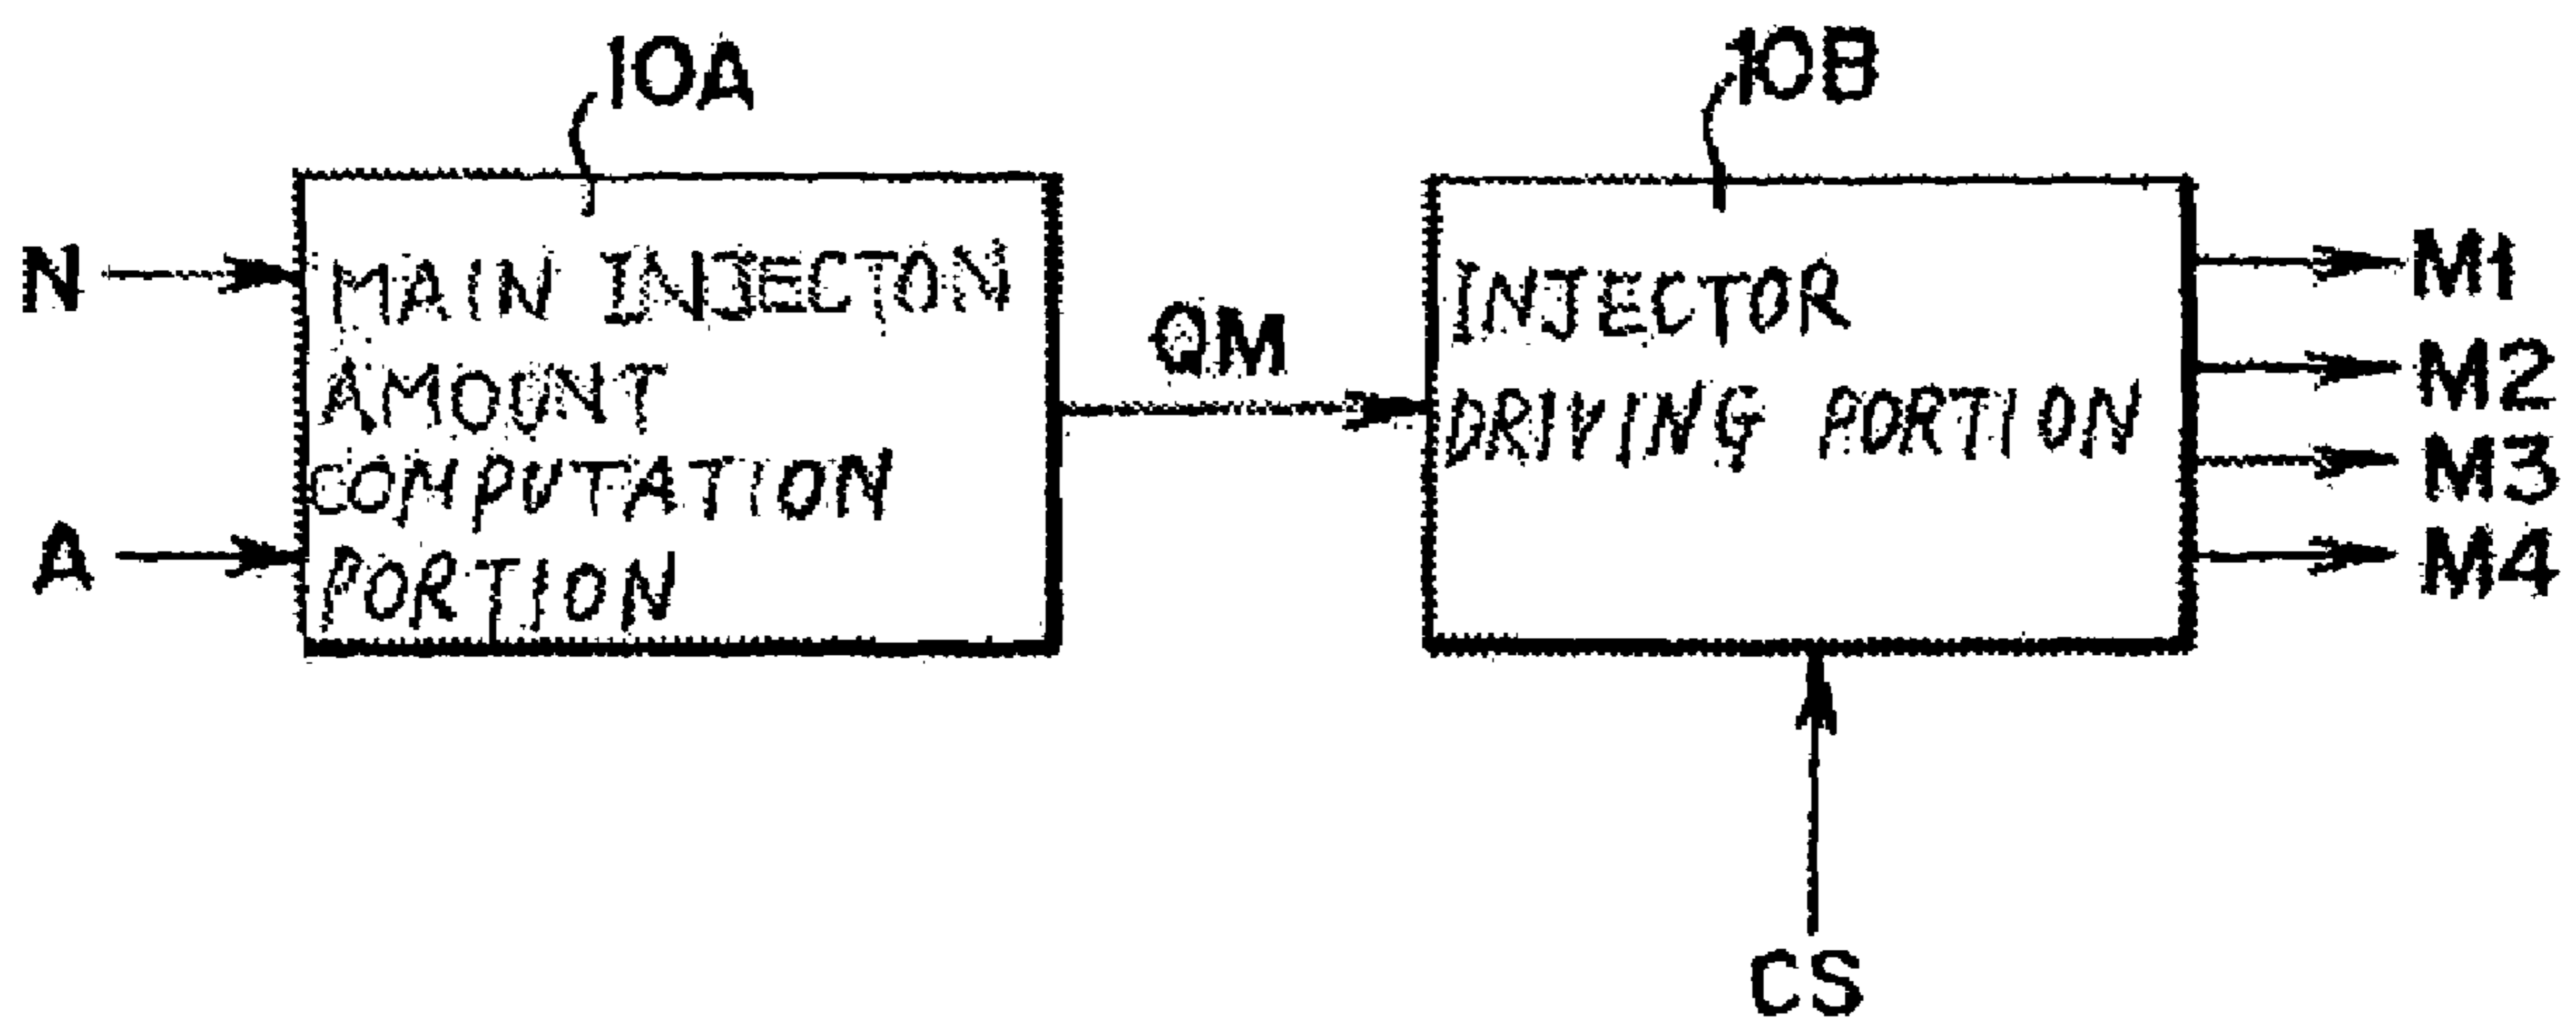 10A
10B
N
MAIN INJECTON
AMOUNT
COMPUTATION
PORTION
A
QM
INJECTOR
DRIVING PORTION
M1
M2
M3
M4
CS